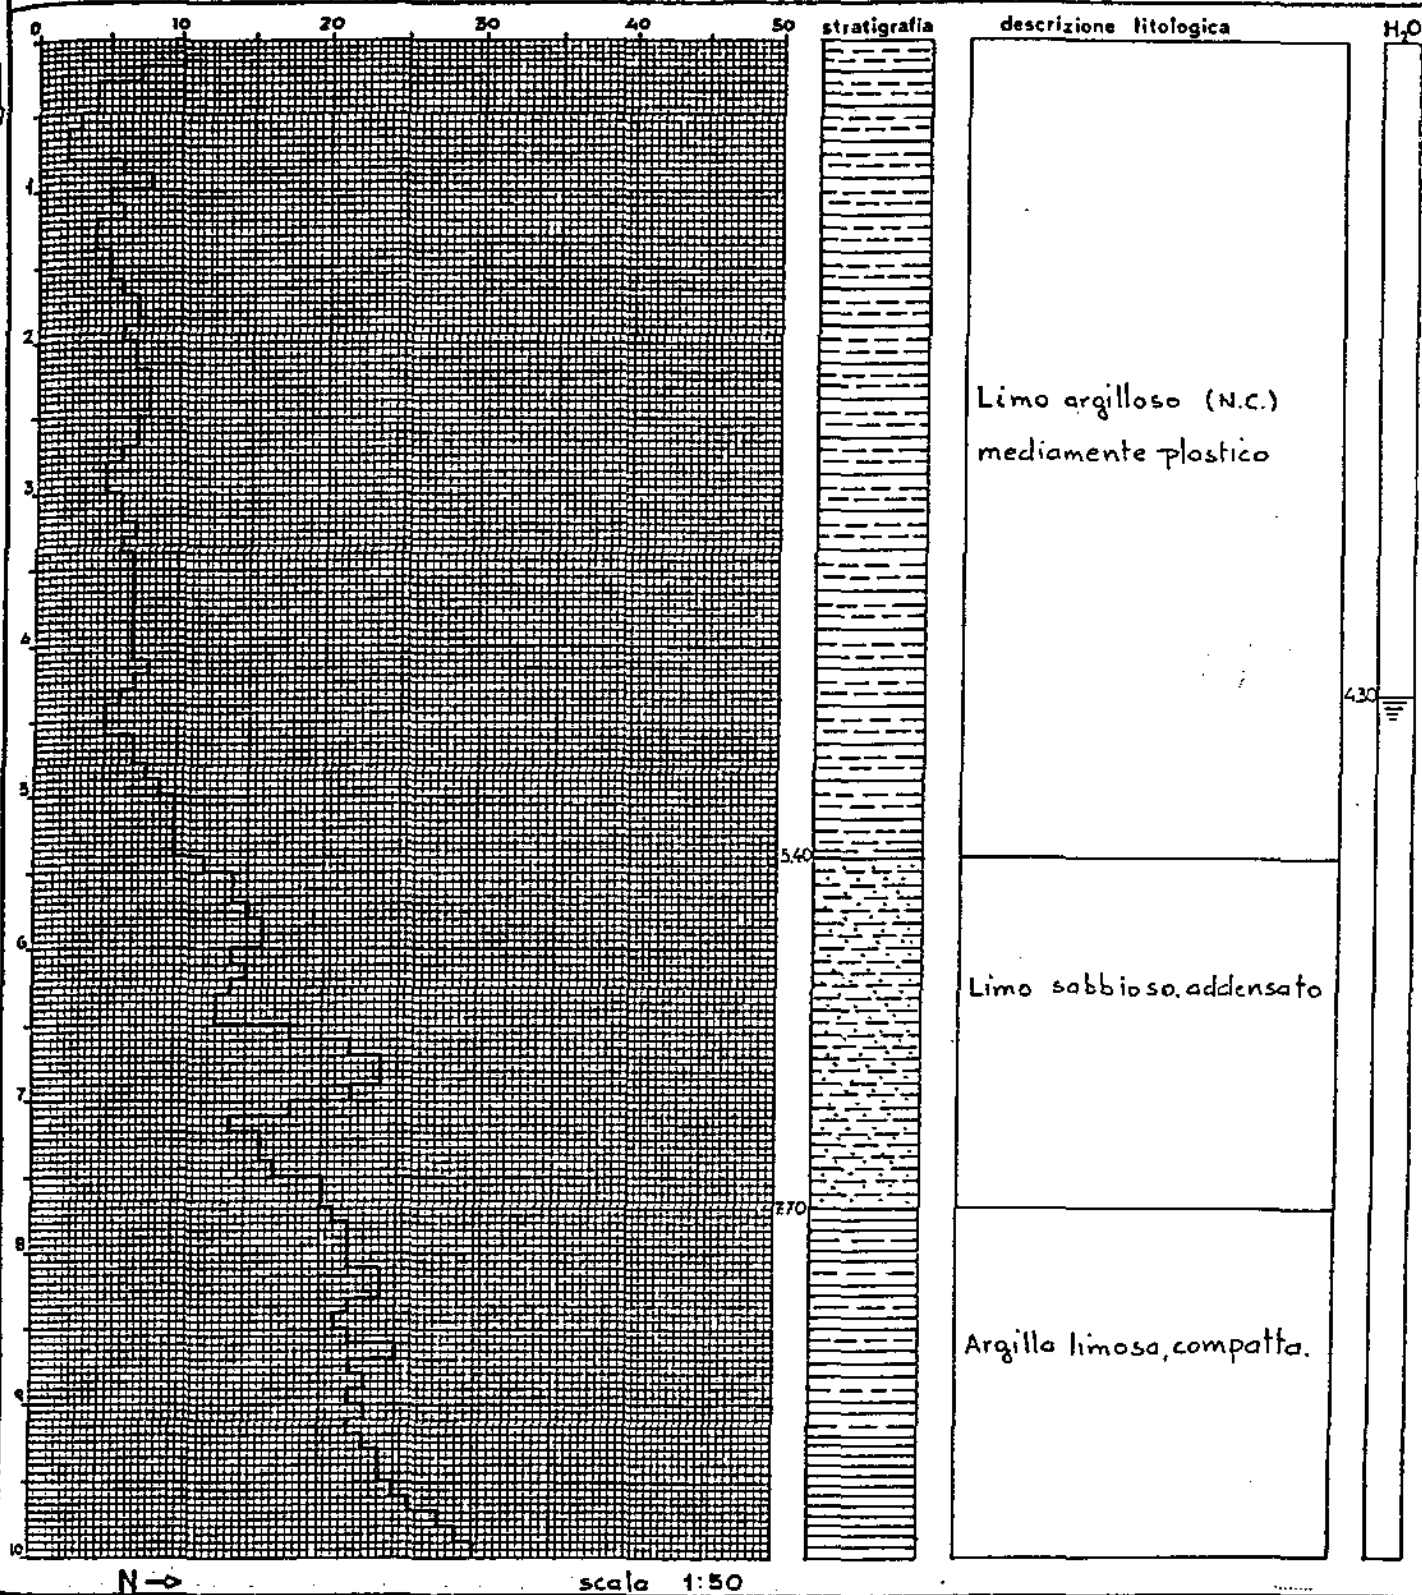 0 10 20 30 40 50 stratigrafia descrizione litologica H₂O
1
2
Limo argilloso (N.C.)
mediamente plastico
3
4
4.30
5
5.40
6
Limo sabbioso, addensato
7
7.70
8
Argilla limosa, compatta.
9
10
N → scala 1:50